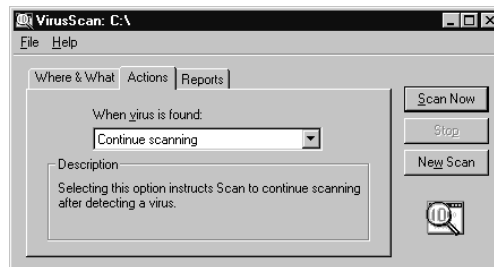 VirusScan: C:\
File Help
Where & What Actions Reports
When virus is found:
Continue scanning
Description
Selecting this option instructs Scan to continue scanning
after detecting a virus.
Scan Now
Stop
New Scan